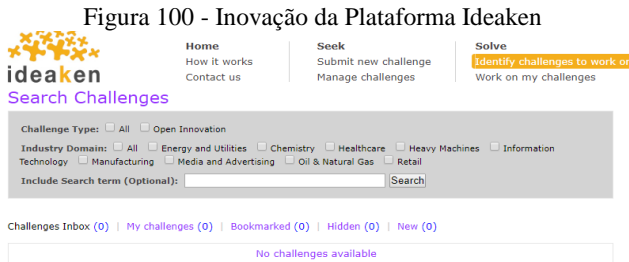 Figura 100 - Inovação da Plataforma Ideaken
ideaken
Home
How it works
Contact us
Seek
Submit new challenge
Manage challenges
Solve
Identify challenges to work on
Work on my challenges
Search Challenges
Challenge Type: All Open Innovation
Industry Domain: All Energy and Utilities Chemistry Healthcare Heavy Machines Information
Technology Manufacturing Media and Advertising Oil & Natural Gas Retail
Include Search term (Optional): Search
Challenges Inbox (0) | My challenges (0) | Bookmarked (0) | Hidden (0) | New (0)
No challenges available